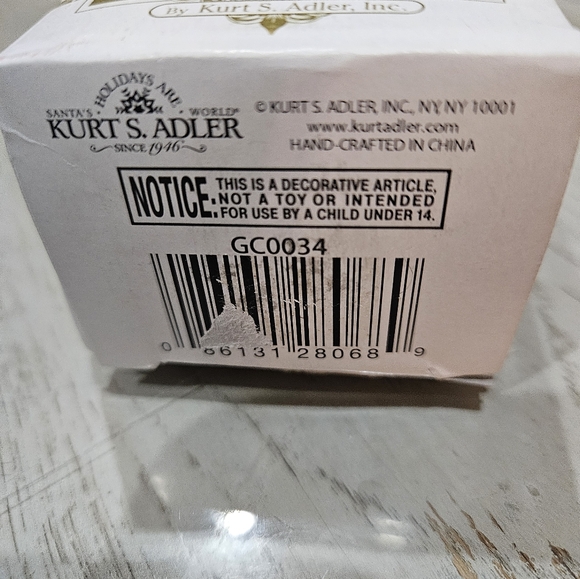 By Kurt S. Adler, Inc.
HOLIDAYS ARE
SANTA'S WORLD®
KURT S. ADLER
SINCE 1946
© KURT S. ADLER, INC., NY, NY 10001
www.kurtadler.com
HAND-CRAFTED IN CHINA
NOTICE: THIS IS A DECORATIVE ARTICLE,
NOT A TOY OR INTENDED
FOR USE BY A CHILD UNDER 14.
GC0034
0 86131 28068 9